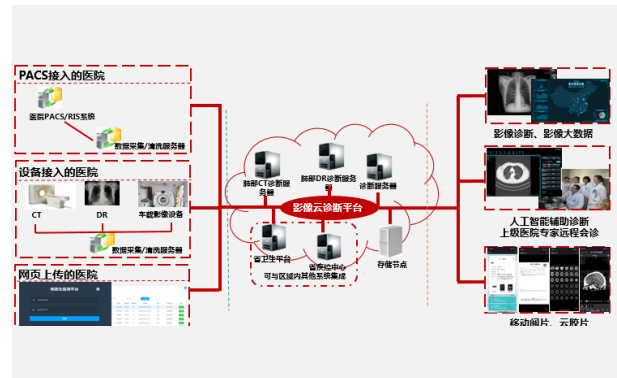 PACS接入的医院
医院PACS/RIS系统
数据采集/清洗服务器
设备接入的医院
CT
DR
车载影像设备
数据采集/清洗服务器
网页上传的医院
肺部CT诊断服
务器
肺部DR诊断服务
器
诊断服务器
影像云诊断平台
省卫生平台
省疾控中心
可与区域内其他系统集成
存储节点
影像诊断、影像大数据
人工智能辅助诊断
上级医院专家远程会诊
移动阅片、云胶片